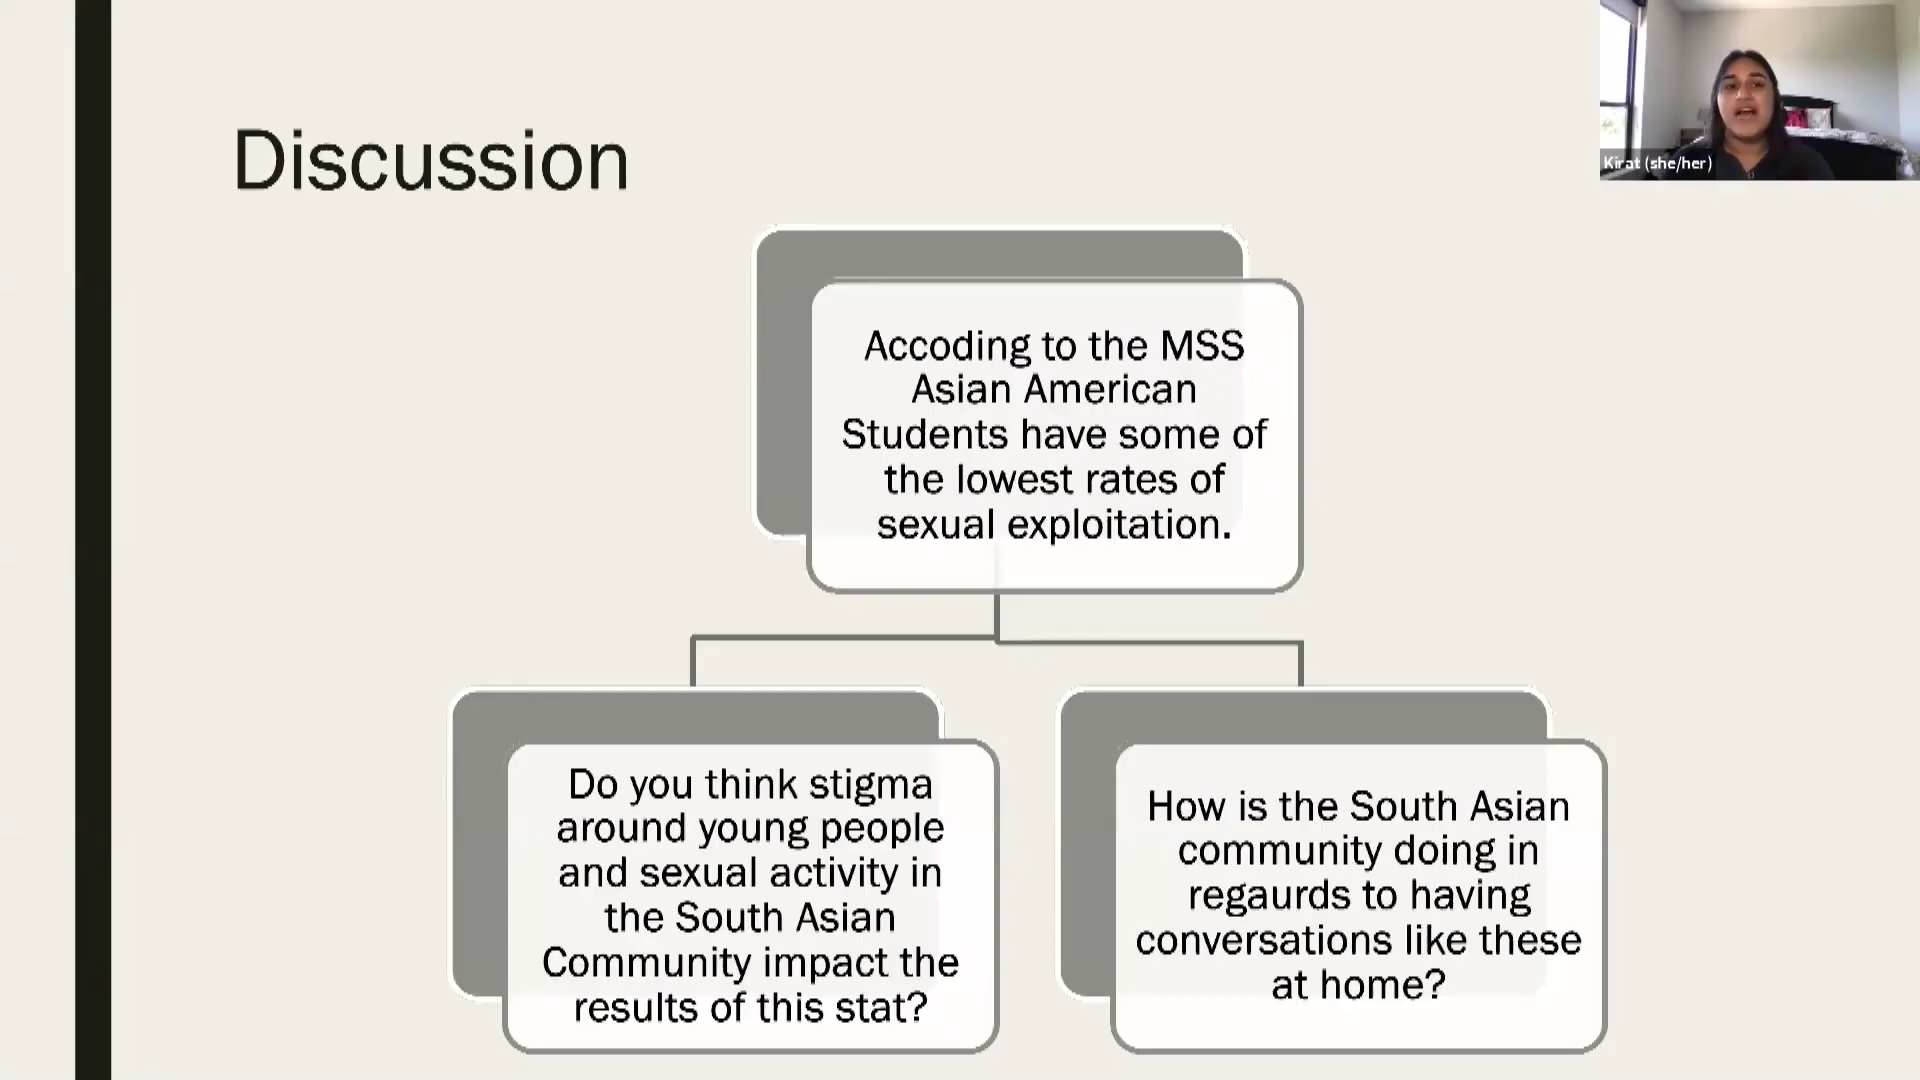 Discussion
Kirat (she/her)
Accoding to the MSS
Asian American
Students have some of
the lowest rates of
sexual exploitation.
Do you think stigma
around young people
and sexual activity in
the South Asian
Community impact the
results of this stat?
How is the South Asian
community doing in
regaurds to having
conversations like these
at home?